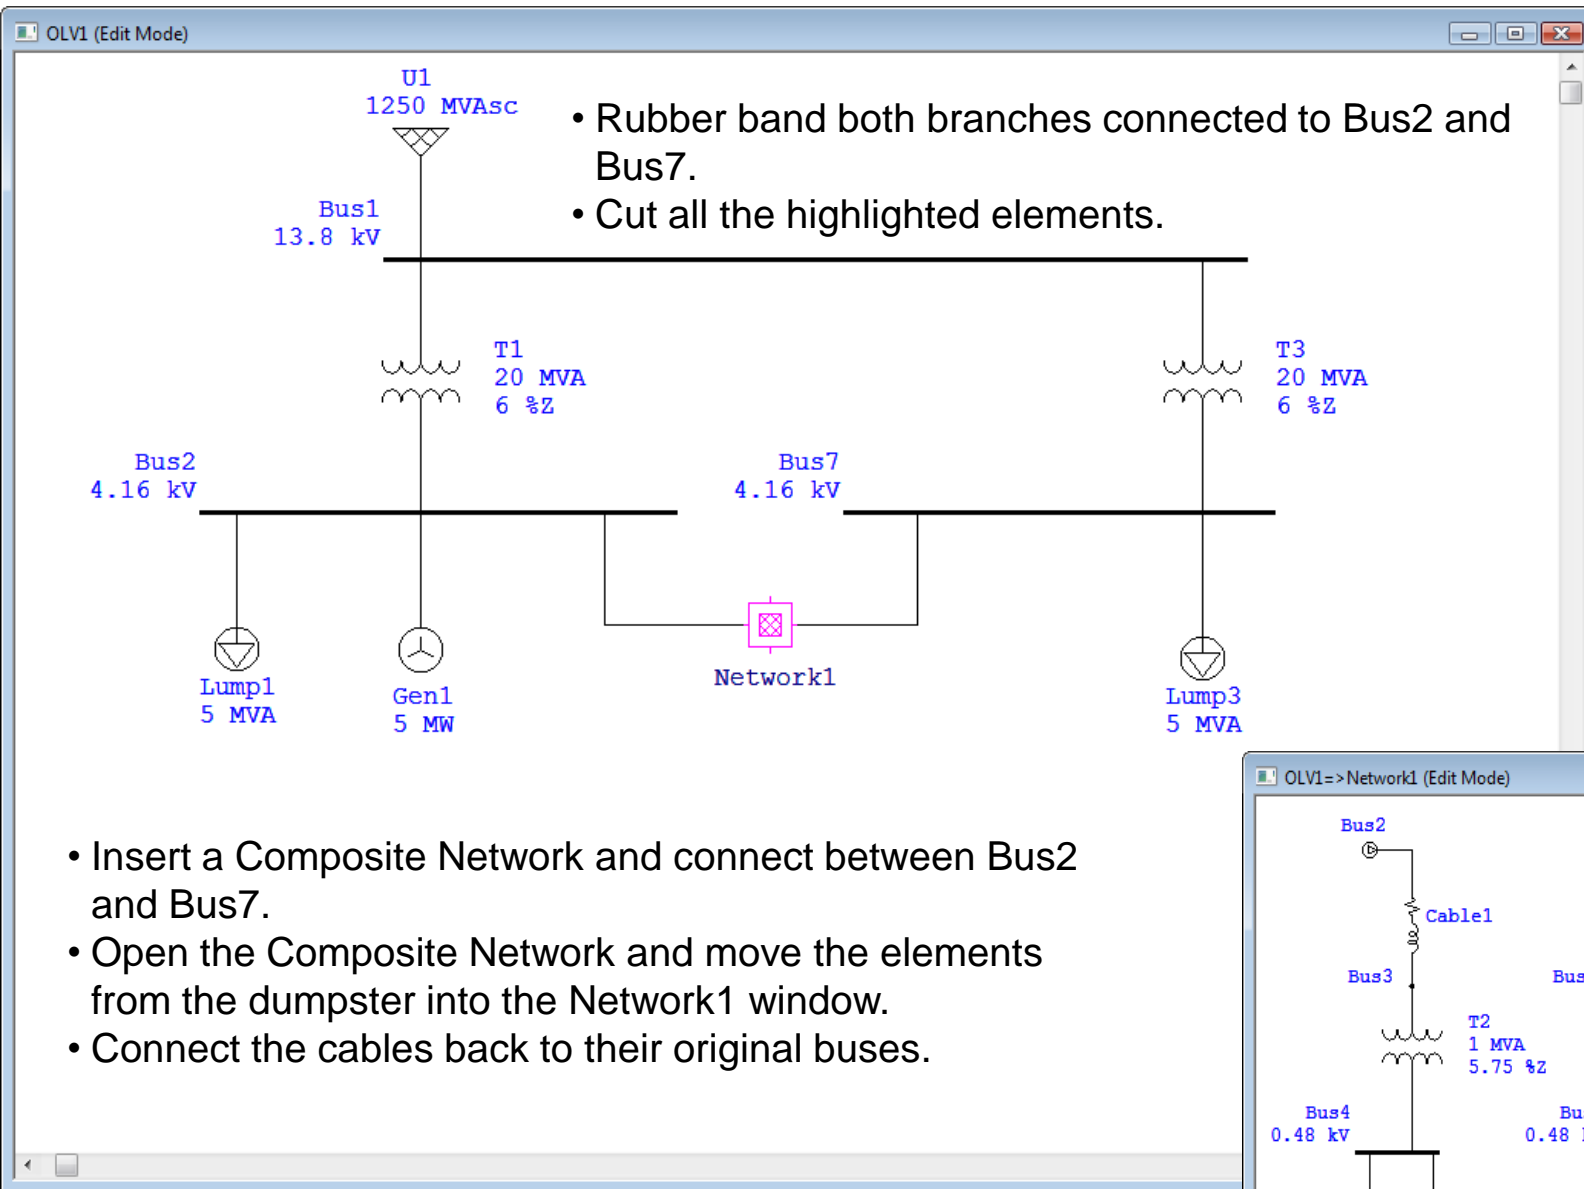 OLV1 (Edit Mode)
U1
1250 MVAsc
• Rubber band both branches connected to Bus2 and
Bus7.
• Cut all the highlighted elements.
Bus1
13.8 kV
T1
20 MVA
6 %Z
T3
20 MVA
6 %Z
Bus2
4.16 kV
Bus7
4.16 kV
Lump1
5 MVA
Gen1
5 MW
Network1
Lump3
5 MVA
• Insert a Composite Network and connect between Bus2
and Bus7.
• Open the Composite Network and move the elements
from the dumpster into the Network1 window.
• Connect the cables back to their original buses.
OLV1=>Network1 (Edit Mode)
Bus2
Cable1
Bus3
Bus
T2
1 MVA
5.75 %Z
Bus4
0.48 kV
Bus
0.48